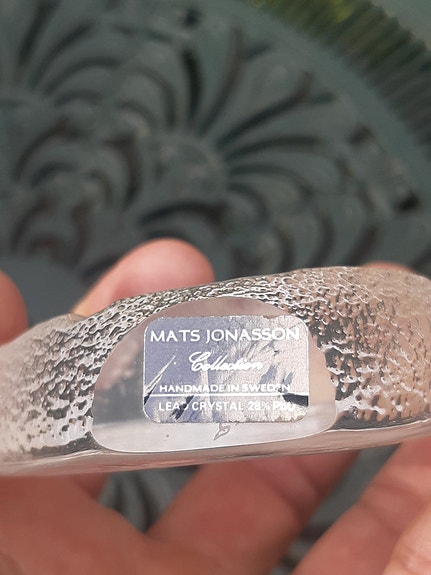 MATS JONASSON
Collection
HANDMADE IN SWEDEN
LEAD CRYSTAL 28% PbO